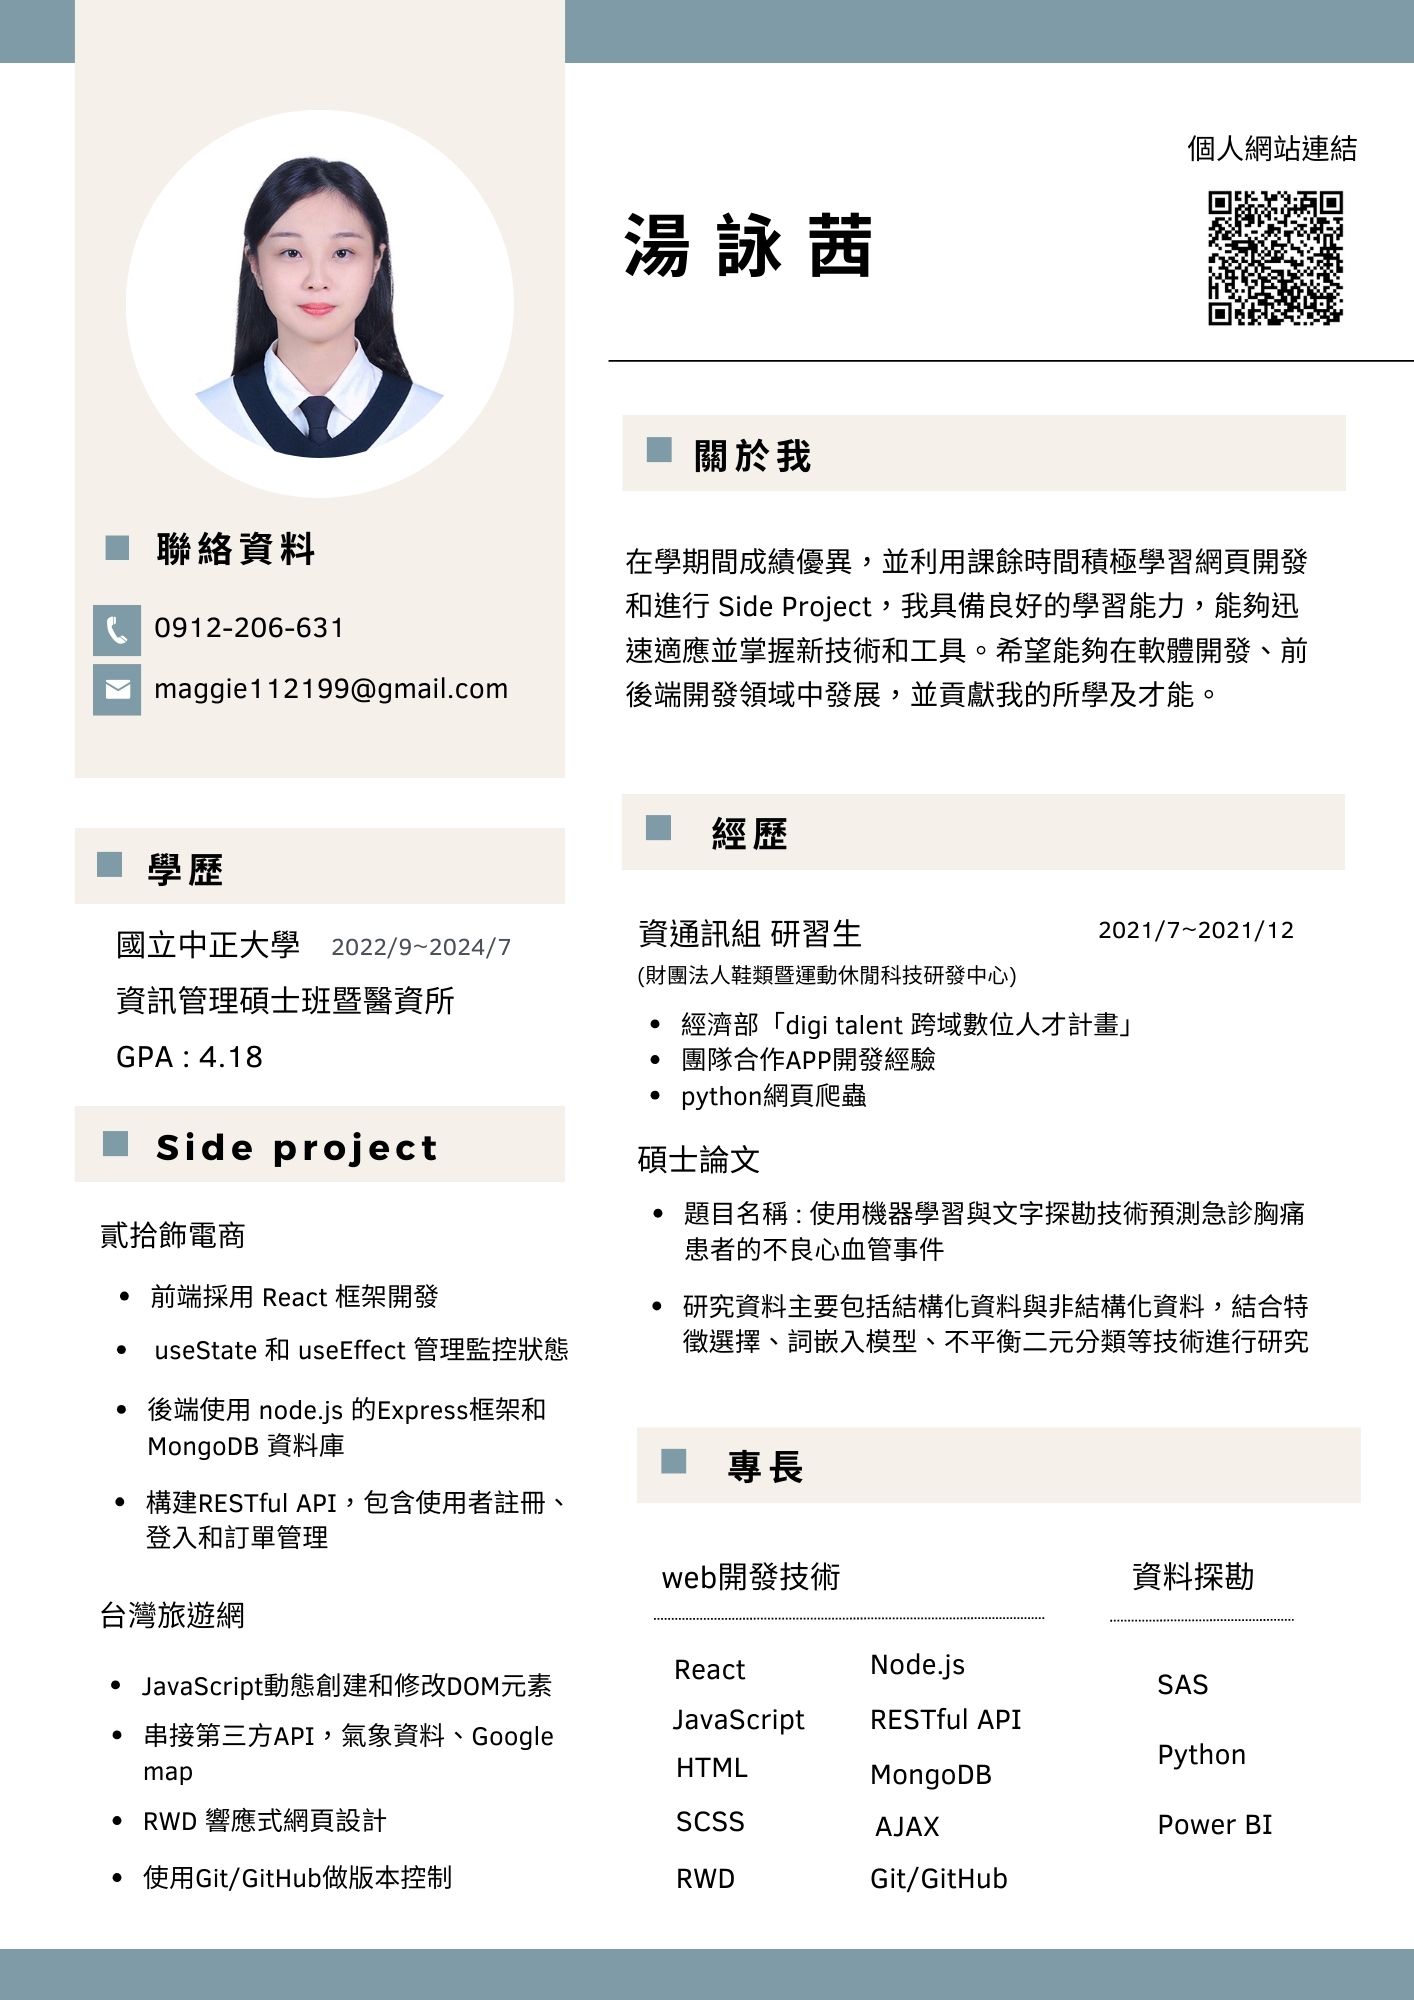 個人網站連結
湯詠茜
聯絡資料
0912-206-631
maggie112199@gmail.com
學歷
國立中正大學 2022/9~2024/7
資訊管理碩士班暨醫資所
GPA : 4.18
Side project
貳拾飾電商
• 前端採用 React 框架開發
• useState 和 useEffect 管理監控狀態
• 後端使用 node.js 的Express框架和
MongoDB 資料庫
• 構建RESTful API，包含使用者註冊、
登入和訂單管理
台灣旅遊網
• JavaScript動態創建和修改DOM元素
• 串接第三方API，氣象資料、Google
map
• RWD 響應式網頁設計
• 使用Git/GitHub做版本控制
關於我
在學期間成績優異，並利用課餘時間積極學習網頁開發
和進行 Side Project，我具備良好的學習能力，能夠迅
速適應並掌握新技術和工具。希望能夠在軟體開發、前
後端開發領域中發展，並貢獻我的所學及才能。
經歷
資通訊組 研習生 2021/7~2021/12
(財團法人鞋類暨運動休閒科技研發中心)
• 經濟部「digi talent 跨域數位人才計畫」
• 團隊合作APP開發經驗
• python網頁爬蟲
碩士論文
• 題目名稱 : 使用機器學習與文字探勘技術預測急診胸痛
患者的不良心血管事件
• 研究資料主要包括結構化資料與非結構化資料，結合特
徵選擇、詞嵌入模型、不平衡二元分類等技術進行研究
專長
web開發技術
React
JavaScript
HTML
SCSS
RWD
Node.js
RESTful API
MongoDB
AJAX
Git/GitHub
資料探勘
SAS
Python
Power BI